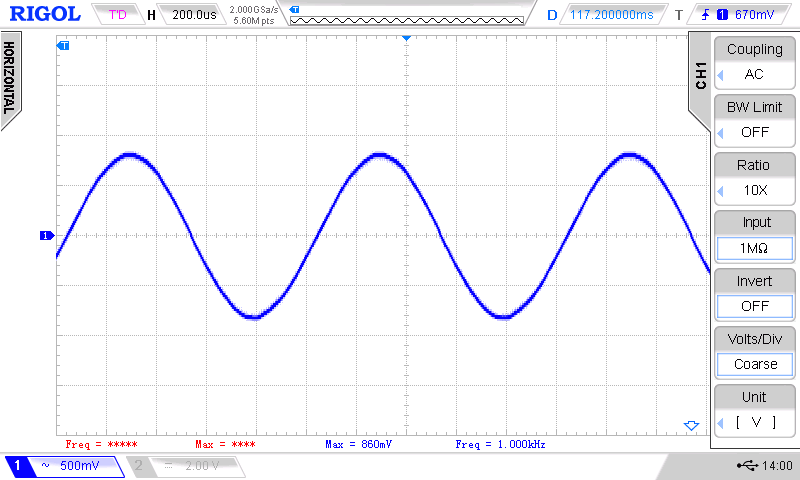 RIGOL T'D H 200.0us 2.000GSa/s 5.60M pts T D 117.200000ms T 1 670mV
T
HORIZONTAL
CH1
Coupling
AC
BW Limit
OFF
Ratio
10X
1
Input
1MΩ
Invert
OFF
Volts/Div
Coarse
Unit
[ V ]
Freq = ***** Max = **** Max = 860mV Freq = 1.000kHz
1 ~ 500mV 2 2.00 V 14:00